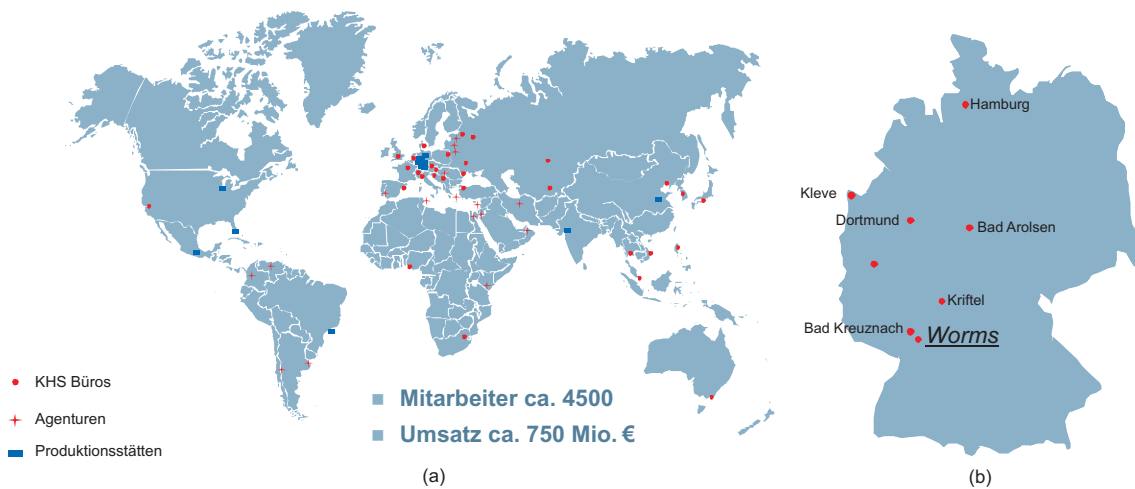 KHS Büros
Agenturen
Produktionsstätten
Mitarbeiter ca. 4500
Umsatz ca. 750 Mio. €
(a)
Hamburg
Kleve
Dortmund
Bad Arolsen
Kriftel
Bad Kreuznach
Worms
(b)